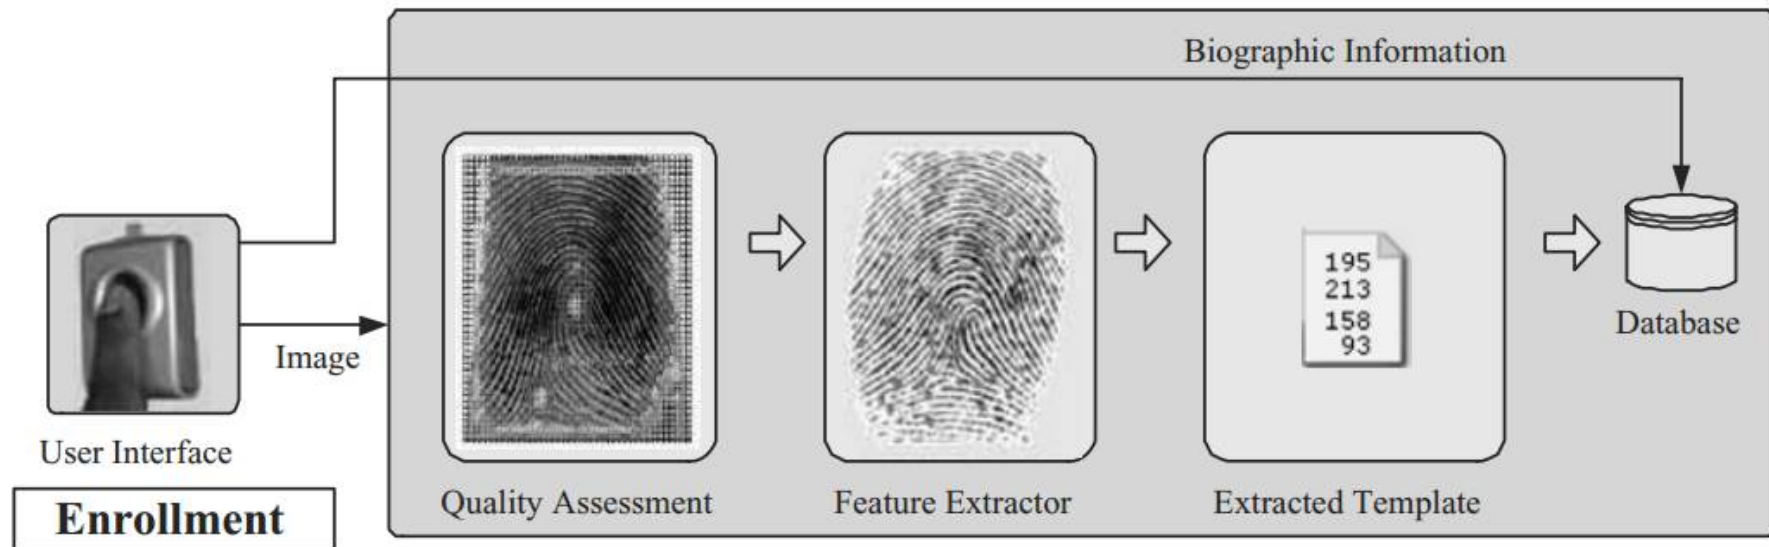 Biographic Information
Image
195
213
158
93
Database
User Interface
Quality Assessment
Feature Extractor
Extracted Template
Enrollment